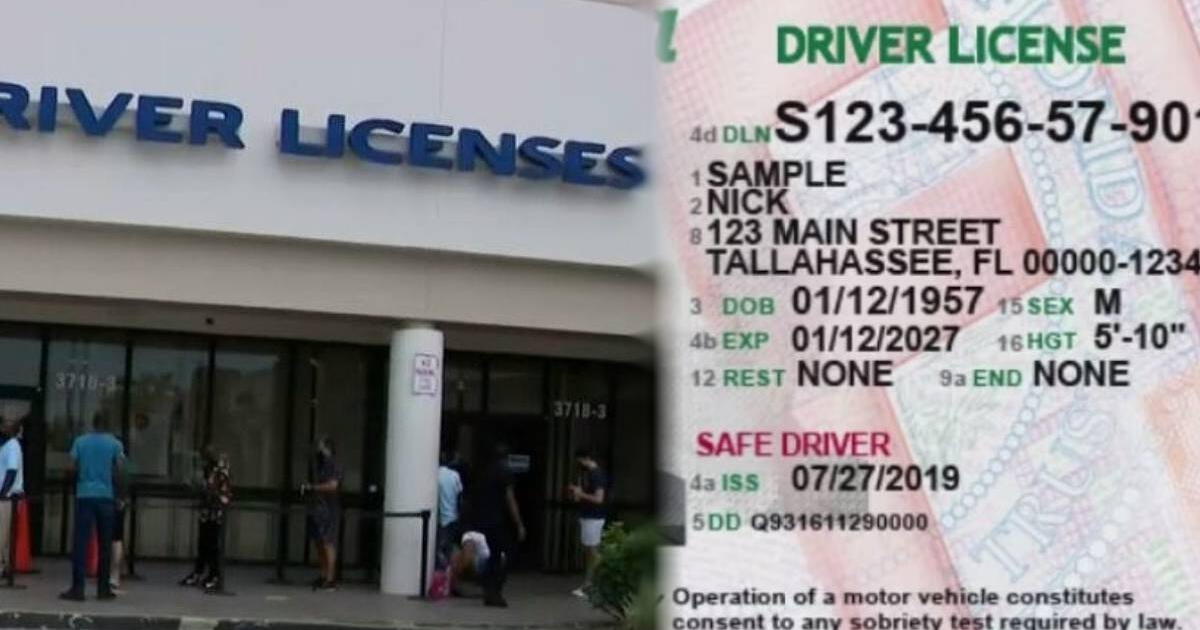 RIVER LICENSES
3718-3
3718-3
DRIVER LICENSE
4d DLN S123-456-57-901
1 SAMPLE
2 NICK
8 123 MAIN STREET
TALLAHASSEE, FL 00000-1234
3 DOB 01/12/1957 15 SEX M
4b EXP 01/12/2027 16 HGT 5'-10"
12 REST NONE 9a END NONE
SAFE DRIVER
4a ISS 07/27/2019
5 DD Q931611290000
TRUS
Operation of a motor vehicle constitutes
consent to any sobriety test required by law.